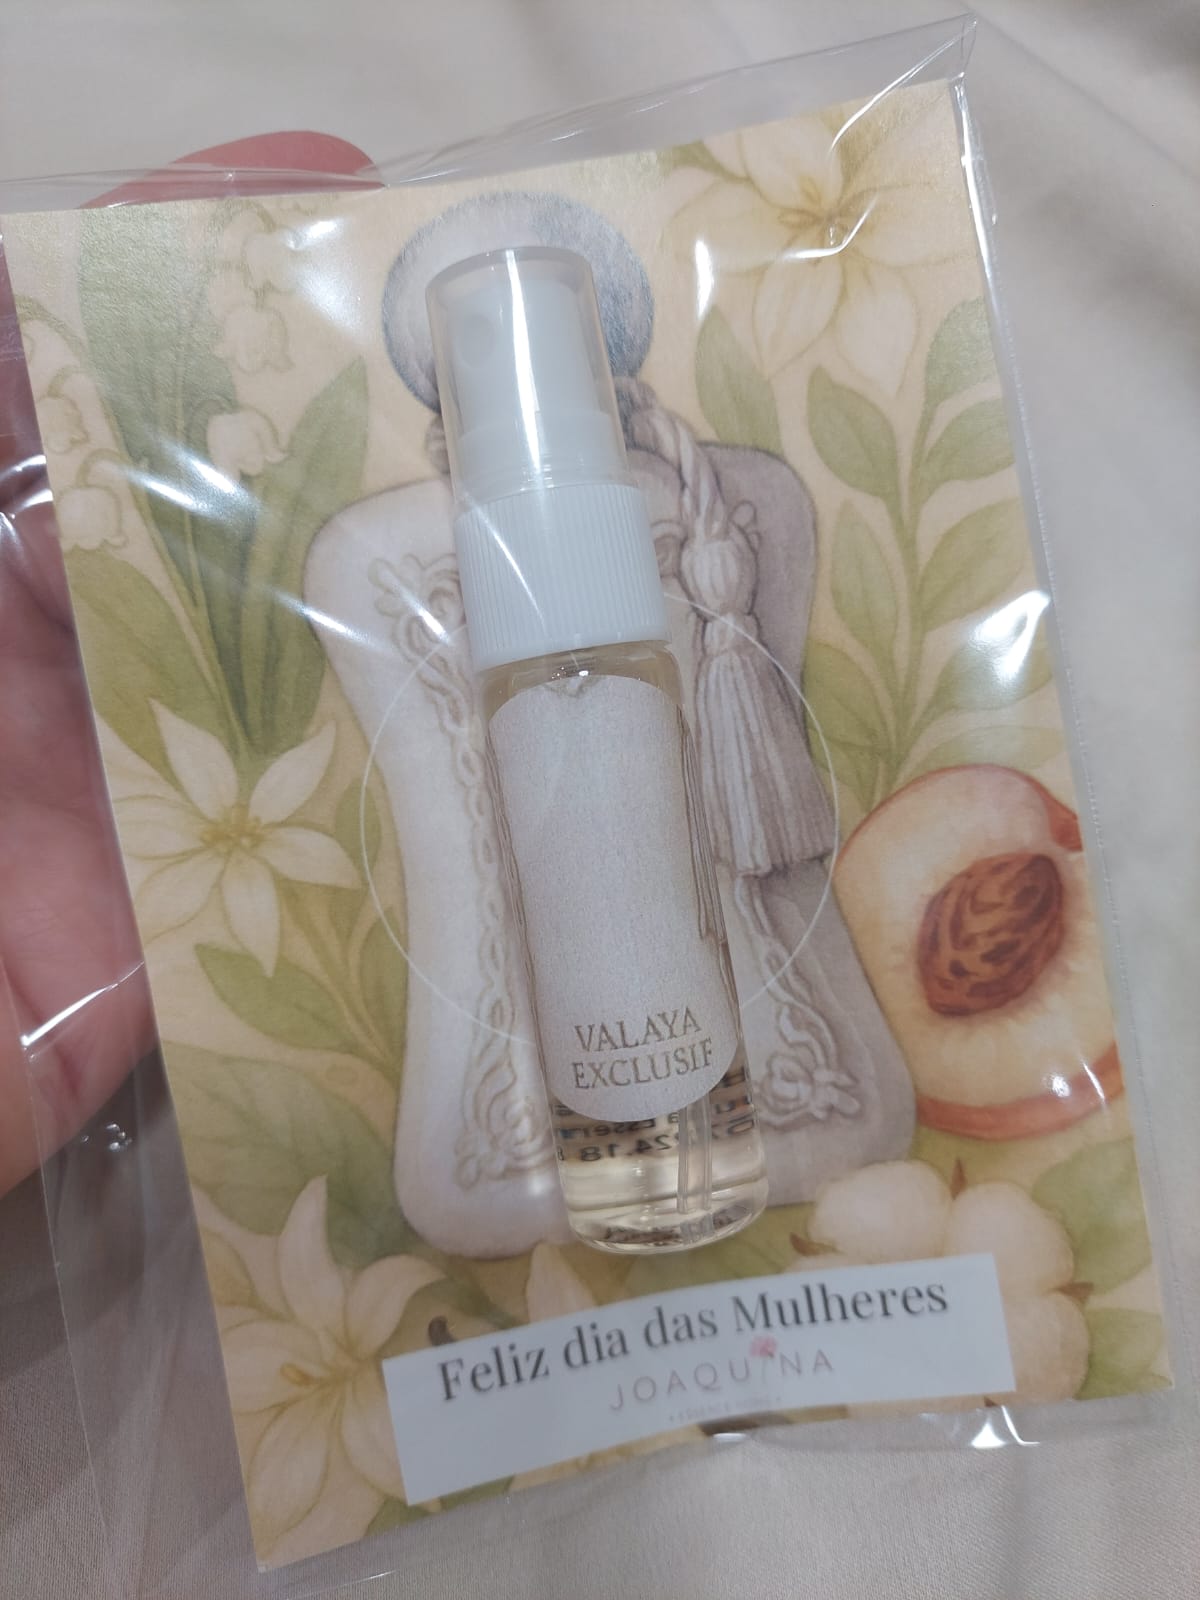 VALAYA
EXCLUSIF
Feliz dia das Mulheres
JOAQUINA